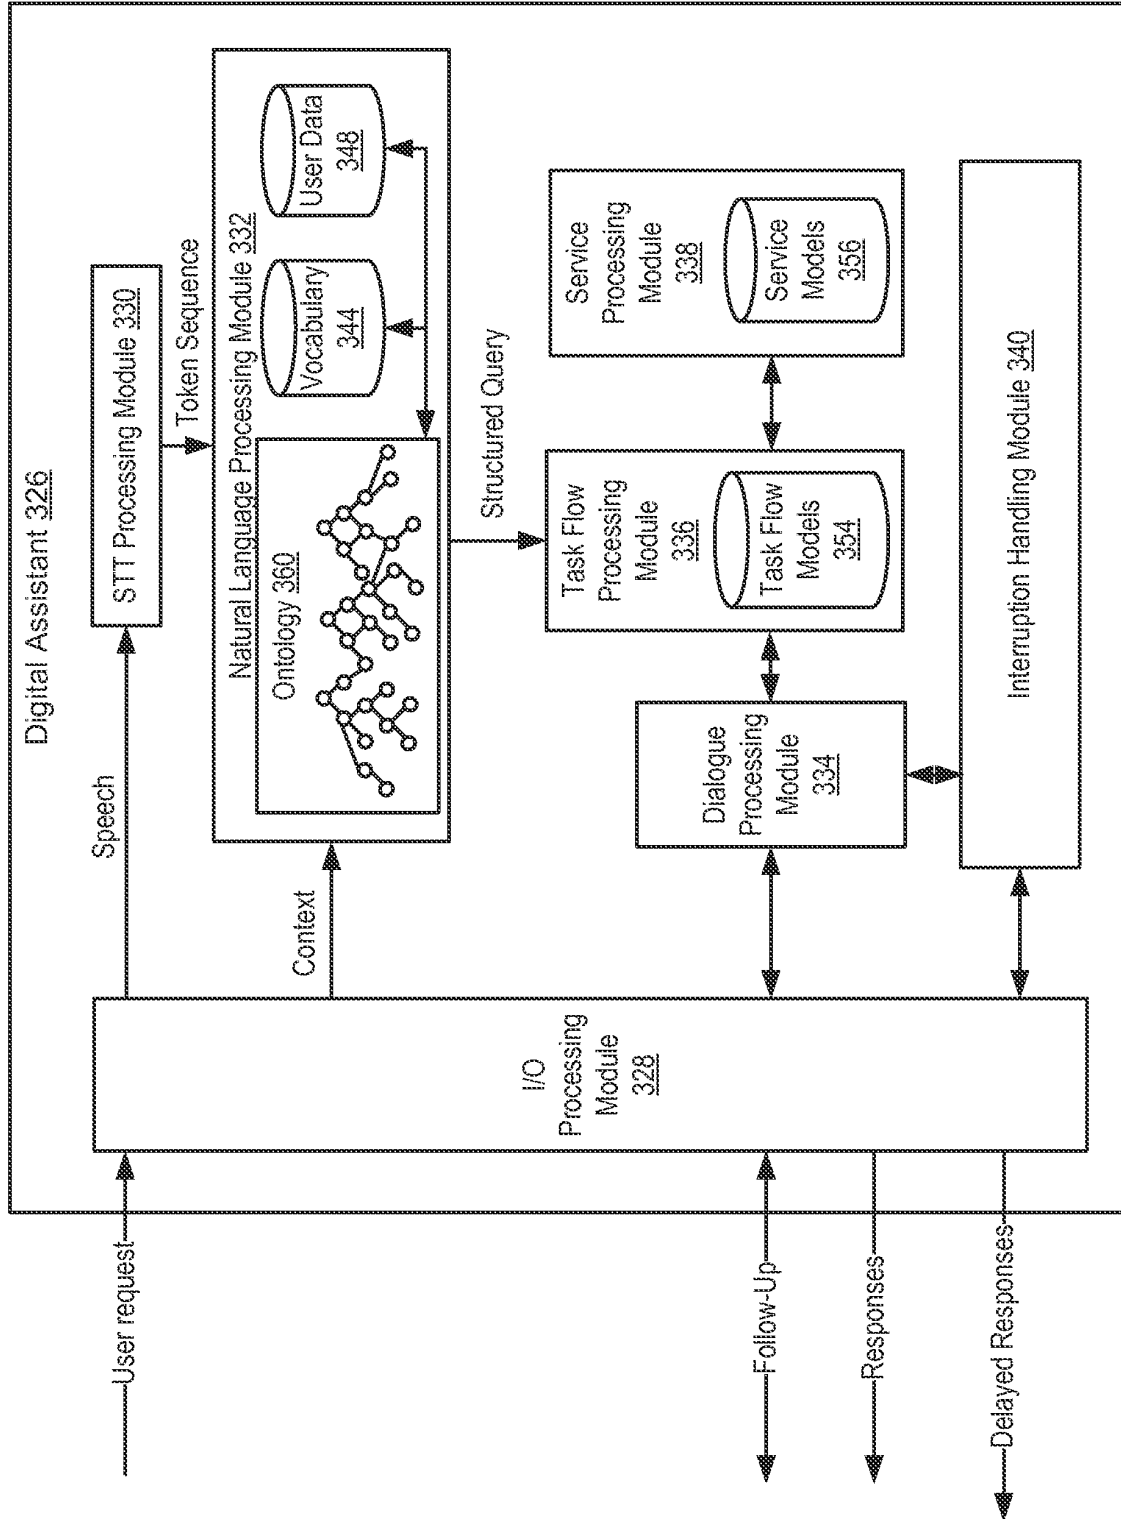 Digital Assistant 326
User request
Speech
STT Processing Module 330
Token Sequence
Context
Natural Language Processing Module 332
Ontology 360
Vocabulary
344
User Data
348
Structured Query
I/O
Processing
Module
328
Follow-Up
Responses
Delayed Responses
Dialogue
Processing
Module
334
Task Flow
Processing
Module
336
Task Flow
Models
354
Service
Processing
Module
338
Service
Models
356
Interruption Handling Module 340